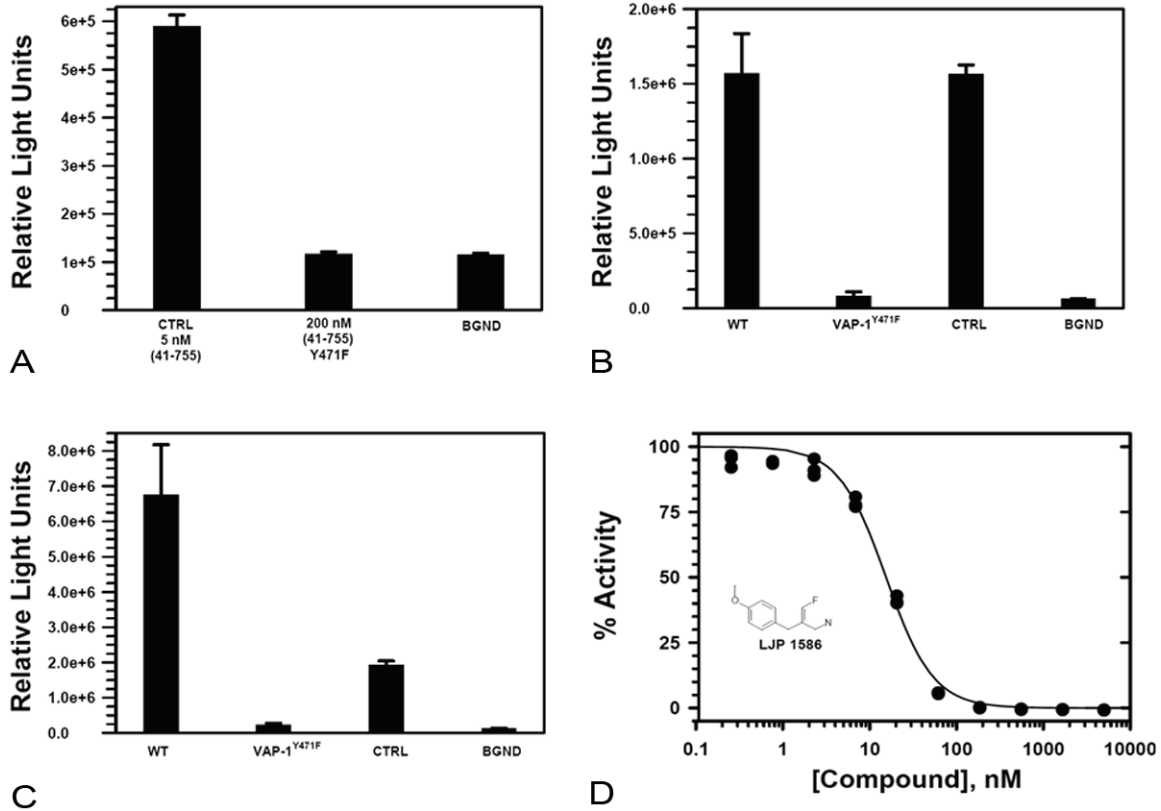 Relative Light Units
6e+5
5e+5
4e+5
3e+5
2e+5
1e+5
0
CTRL
5 nM
(41-755)
200 nM
(41-755)
Y471F
BGND
A
Relative Light Units
2.0e+6
1.5e+6
1.0e+6
5.0e+5
0.0
WT
VAP-1Y471F
CTRL
BGND
B
Relative Light Units
8.0e+6
7.0e+6
6.0e+6
5.0e+6
4.0e+6
3.0e+6
2.0e+6
1.0e+6
0.0
WT
VAP-1Y471F
CTRL
BGND
C
% Activity
100
75
50
25
0
O
F
N
LJP 1586
0.1 1 10 100 1000 10000
[Compound], nM
D